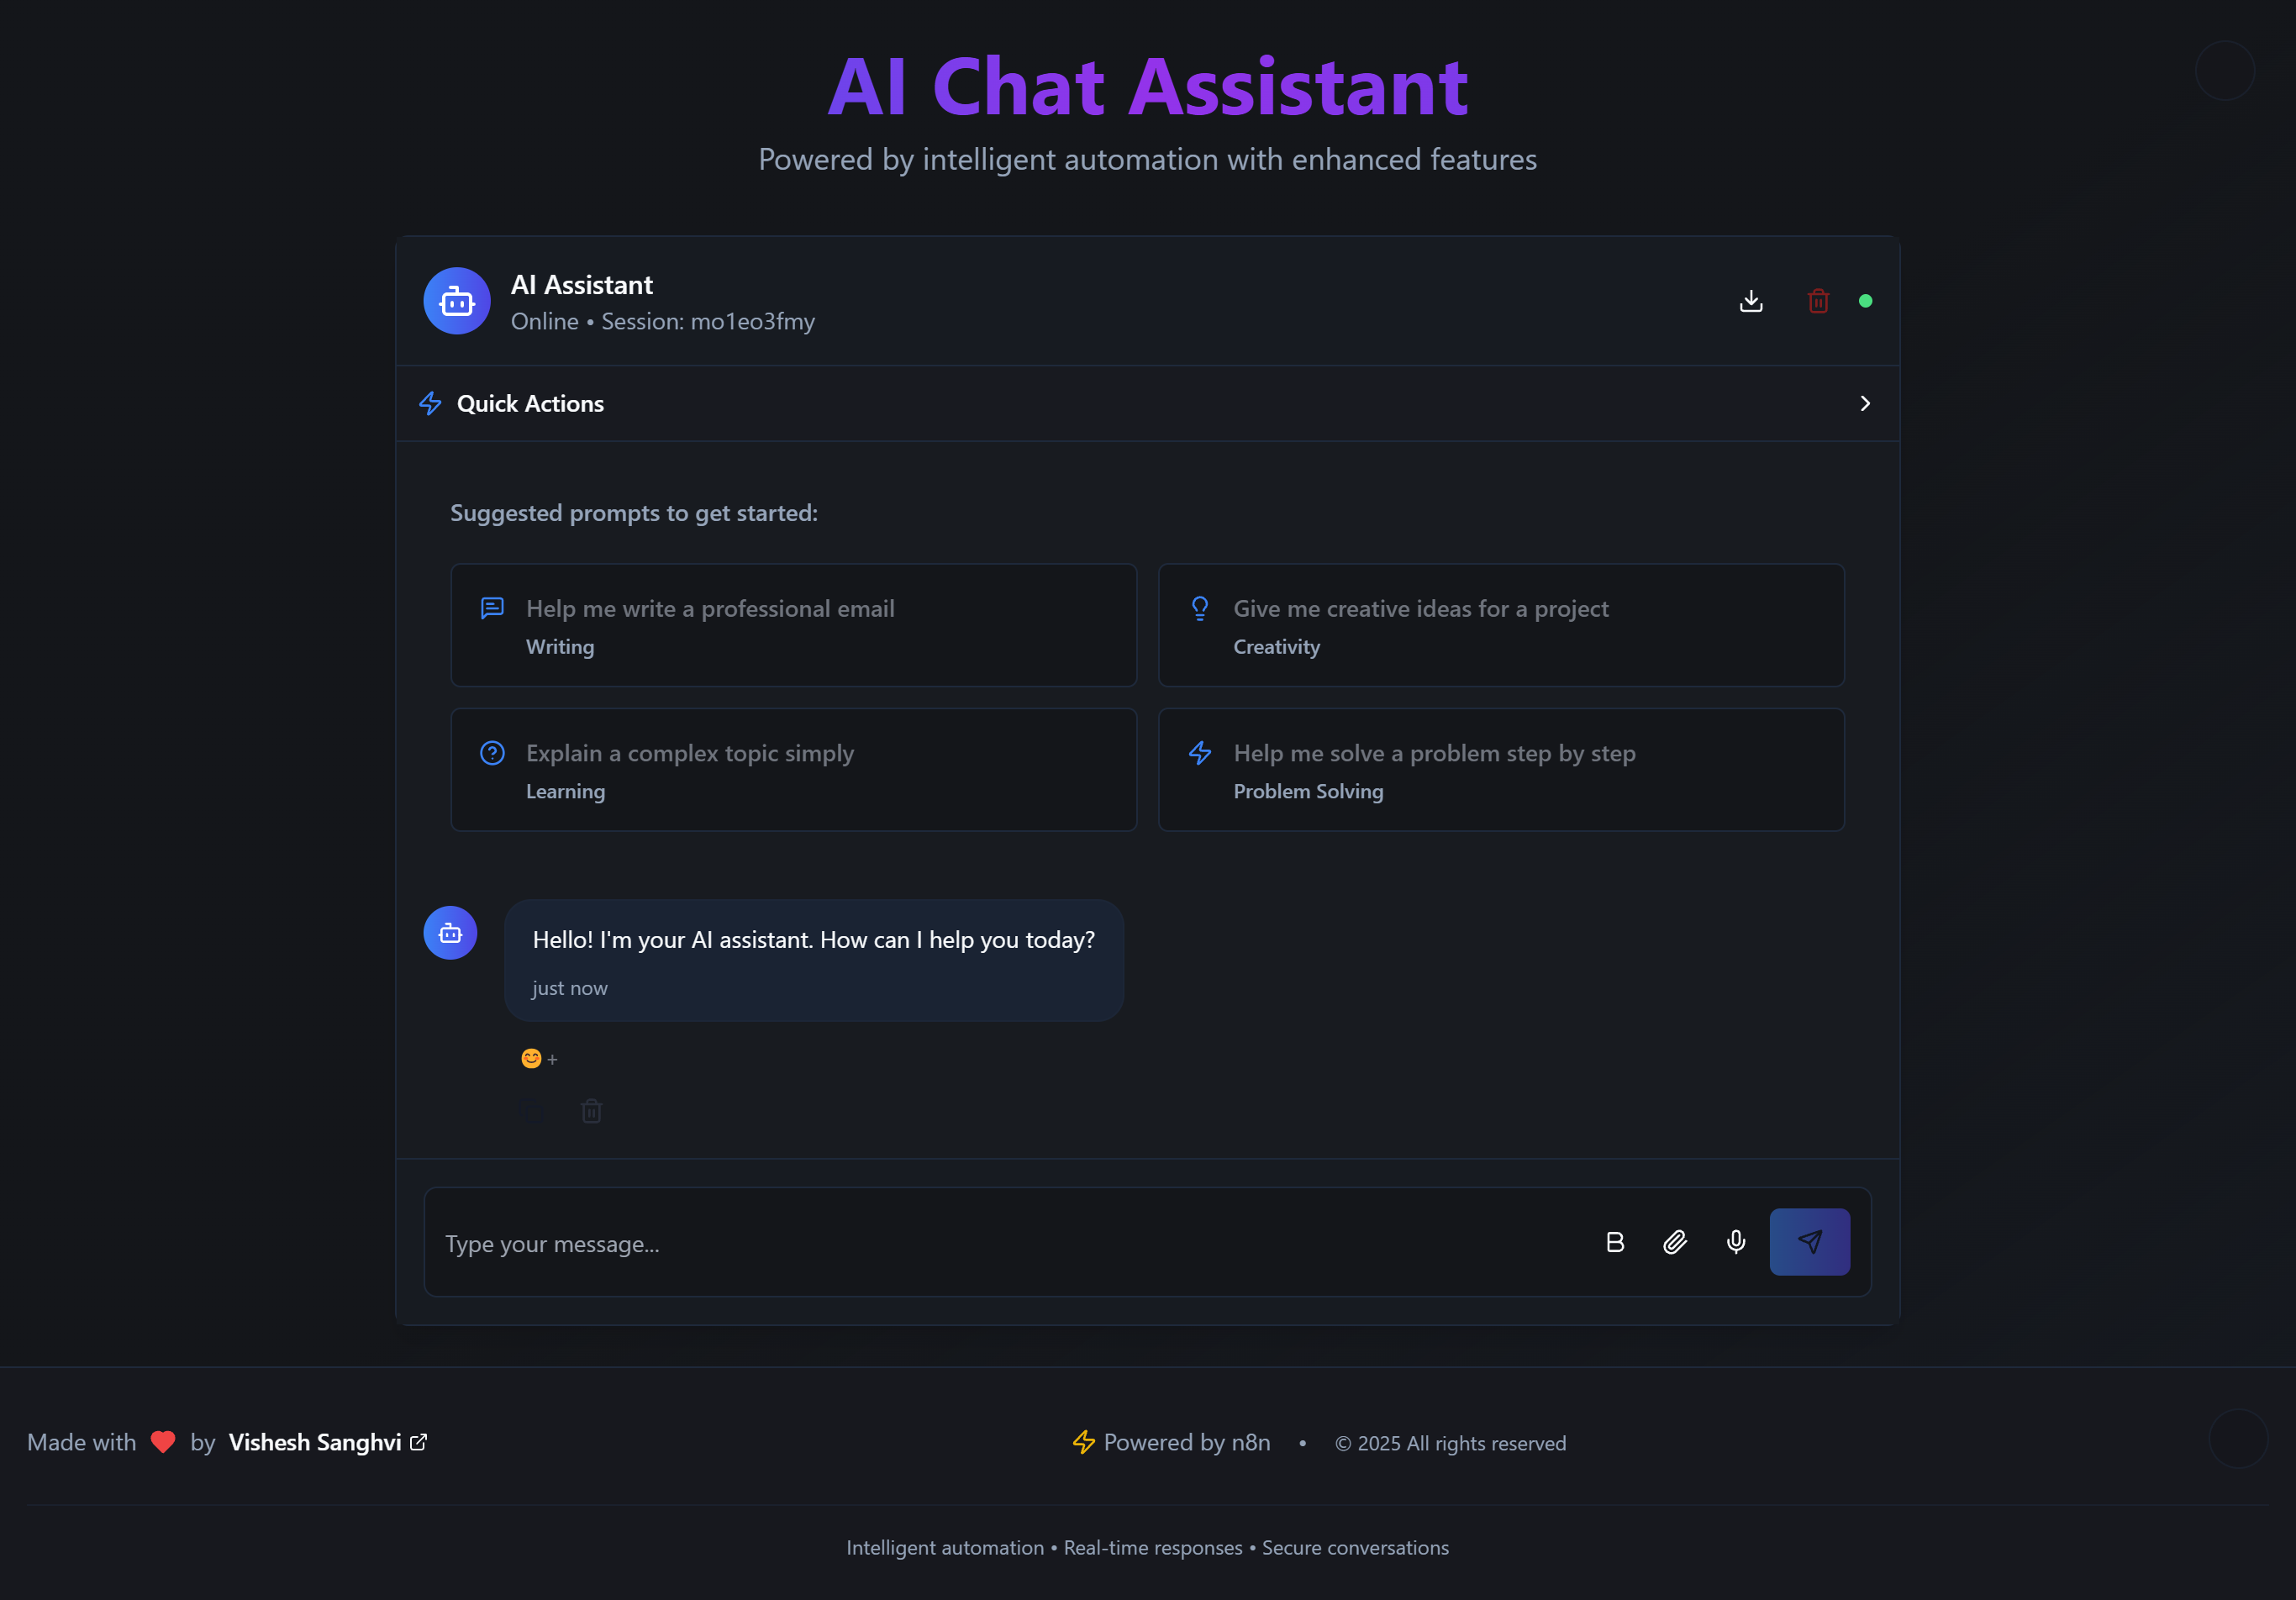 AI Chat Assistant
Powered by intelligent automation with enhanced features
AI Assistant
Online • Session: mo1eo3fmy
Quick Actions
Suggested prompts to get started:
Help me write a professional email
Writing
Give me creative ideas for a project
Creativity
Explain a complex topic simply
Learning
Help me solve a problem step by step
Problem Solving
Hello! I'm your AI assistant. How can I help you today?
just now
😊 +
Type your message...
Made with ❤ by Vishesh Sanghvi
Powered by n8n • © 2025 All rights reserved
Intelligent automation • Real-time responses • Secure conversations